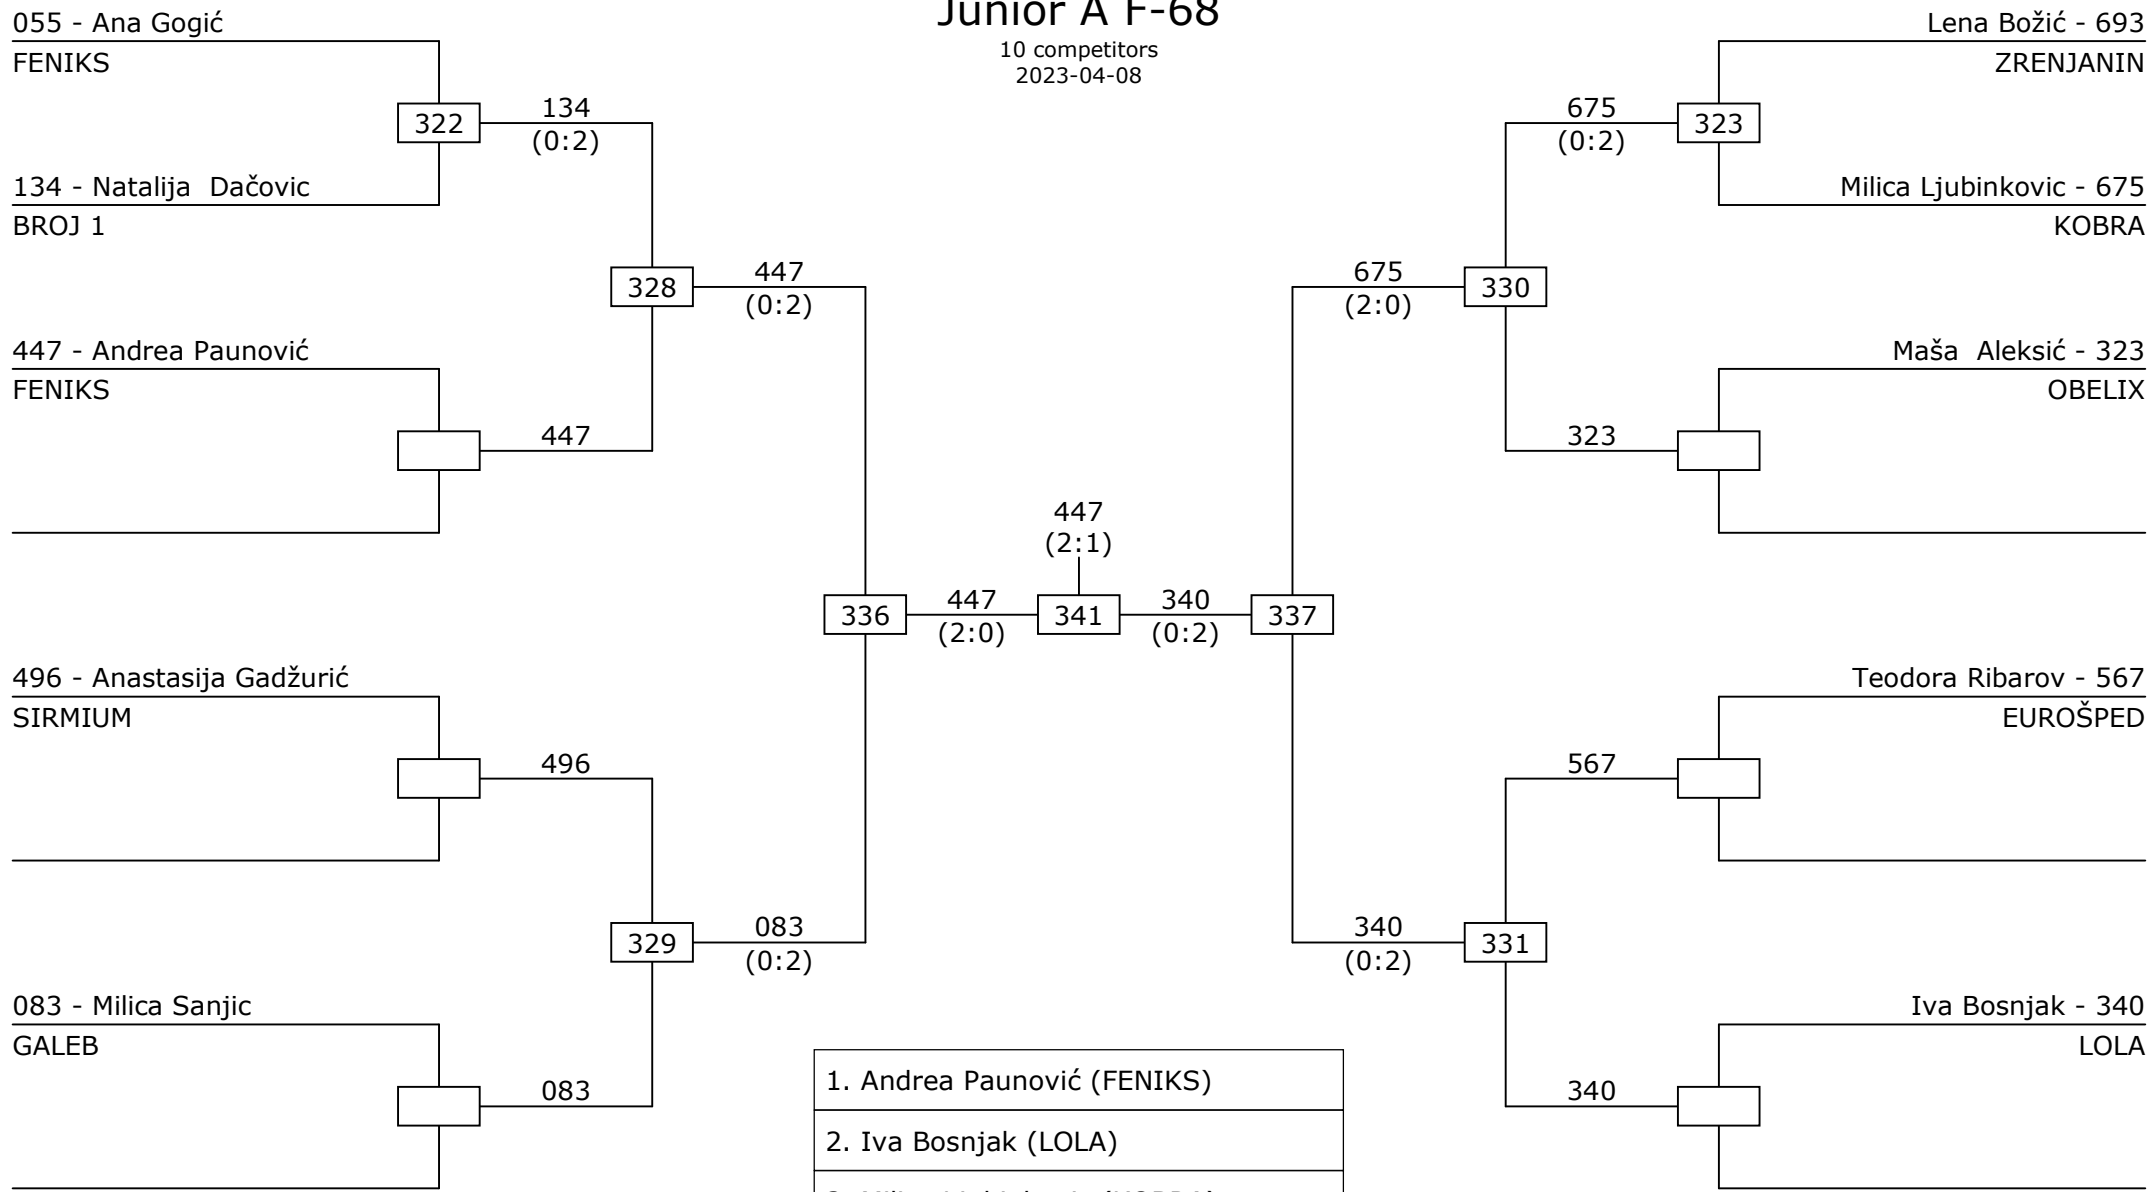 Junior A F-68
10 competitors
2023-04-08
055 - Ana Gogić
FENIKS
322
134
(0:2)
134 - Natalija  Dačovic
BROJ 1
328
447
(0:2)
447 - Andrea Paunović
FENIKS
447
496 - Anastasija Gadžurić
SIRMIUM
496
329
083
(0:2)
083 - Milica Sanjic
GALEB
083
336
447
(2:0)
447
(2:1)
341
340
(0:2)
337
Lena Božić - 693
ZRENJANIN
675
(0:2)
323
Milica Ljubinkovic - 675
KOBRA
675
(2:0)
330
Maša  Aleksić - 323
OBELIX
323
Teodora Ribarov - 567
EUROŠPED
567
340
(0:2)
331
Iva Bosnjak - 340
LOLA
340
1. Andrea Paunović (FENIKS)
2. Iva Bosnjak (LOLA)